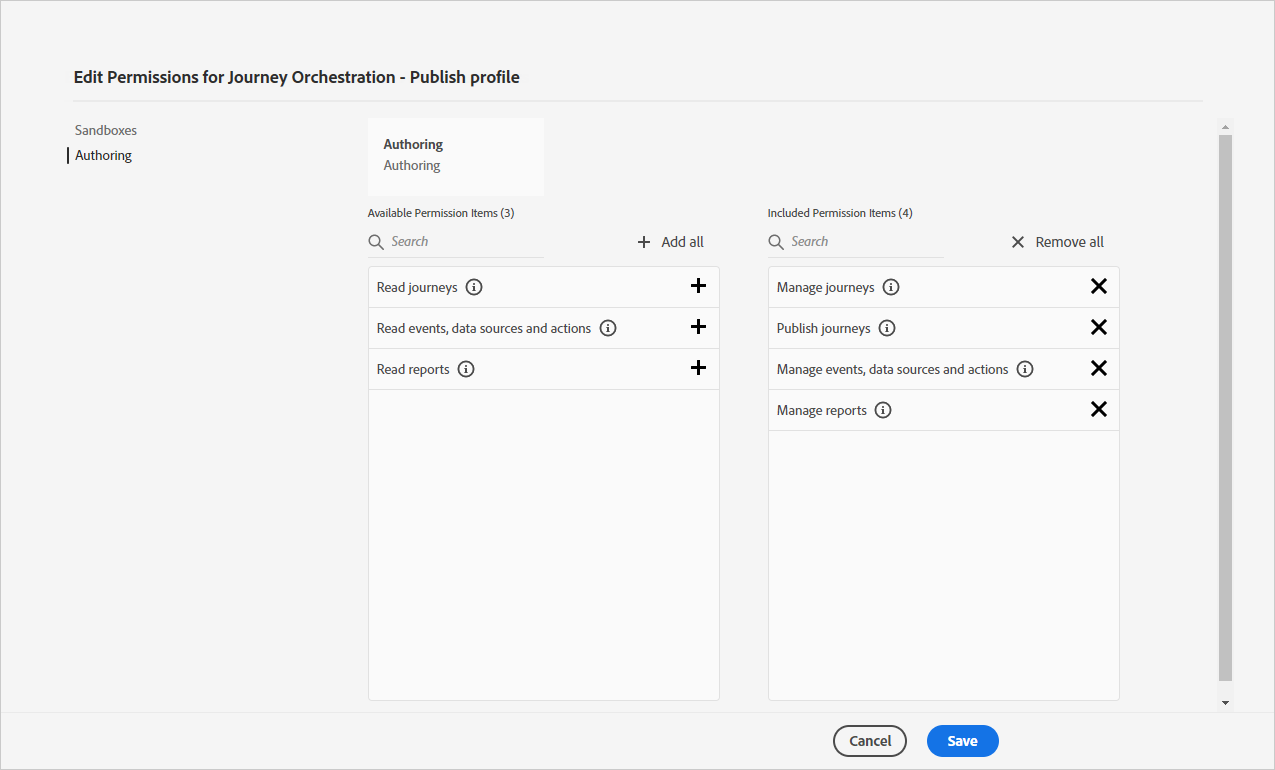 Edit Permissions for Journey Orchestration - Publish profile
Sandboxes
Authoring
Authoring
Authoring
Available Permission Items (3)
Search
Add all
Read journeys
Read events, data sources and actions
Read reports
Included Permission Items (4)
Search
Remove all
Manage journeys
Publish journeys
Manage events, data sources and actions
Manage reports
Cancel
Save